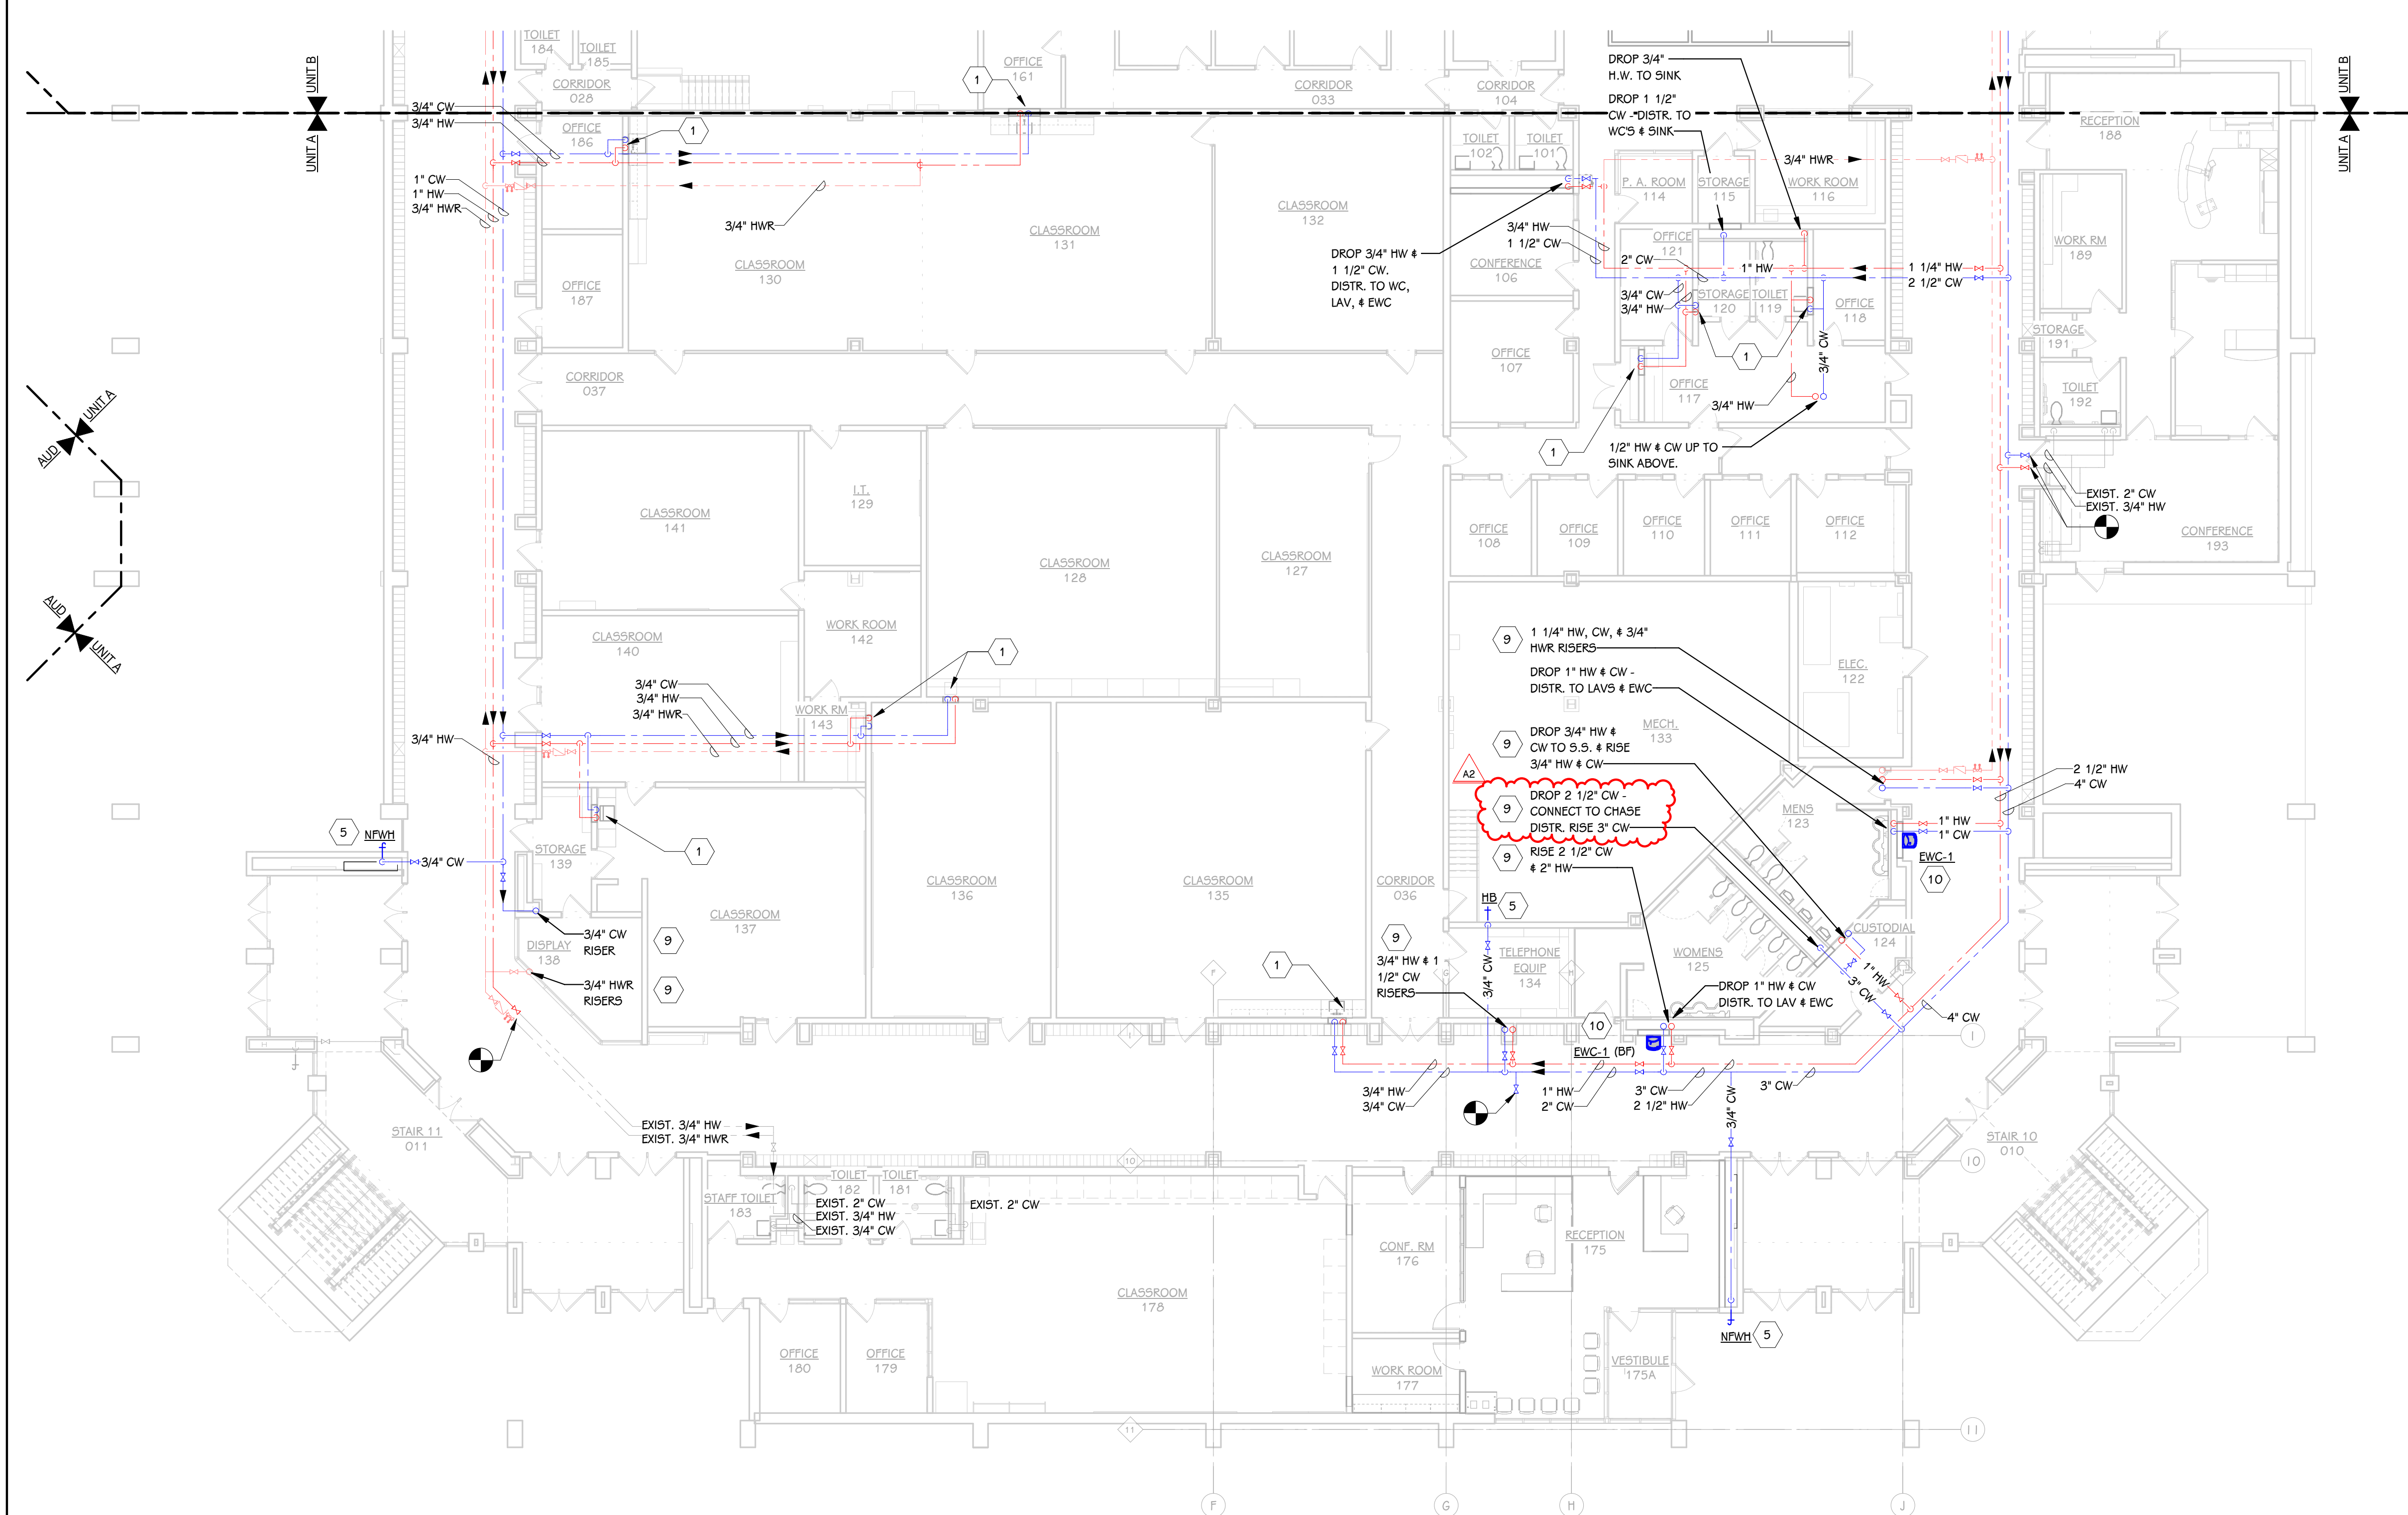 UNIT B
UNIT A
UNIT B
UNIT A
TOILET
184
TOILET
185
CORRIDOR
028
OFFICE
161
1
CORRIDOR
033
CORRIDOR
104
DROP 3/4"
H.W. TO SINK
DROP 1 1/2"
CW - DISTR. TO
WC'S & SINK
RECEPTION
188
3/4" CW
3/4" HW
OFFICE
186
1
TOILET
102
TOILET
101
3/4" HWR
1" CW
1" HW
3/4" HWR
3/4" HWR
CLASSROOM
130
CLASSROOM
131
CLASSROOM
132
P. A. ROOM
114
STORAGE
115
WORK ROOM
116
OFFICE
187
DROP 3/4" HW &
1 1/2" CW.
DISTR. TO WC,
LAV, & EWC
3/4" HW
1 1/2" CW
CONFERENCE
106
OFFICE
121
2" CW
1" HW
1 1/4" HW
2 1/2" CW
WORK RM
189
3/4" CW
3/4" HW
STORAGE
120
TOILET
119
OFFICE
118
STORAGE
191
OFFICE
107
1
3/4" CW
OFFICE
117
3/4" HW
TOILET
192
CORRIDOR
037
UNIT A
AUD
1
1/2" HW & CW UP TO
SINK ABOVE.
CLASSROOM
141
I.T.
129
CLASSROOM
128
CLASSROOM
127
OFFICE
108
OFFICE
109
OFFICE
110
OFFICE
111
OFFICE
112
EXIST. 2" CW
EXIST. 3/4" HW
CONFERENCE
193
AUD
UNIT A
CLASSROOM
140
WORK ROOM
142
1
9
1 1/4" HW, CW, & 3/4"
HWR RISERS
DROP 1" HW & CW -
DISTR. TO LAVS & EWC
ELEC.
122
3/4" CW
3/4" HW
3/4" HWR
WORK RM
143
MECH.
133
3/4" HW
9
DROP 3/4" HW &
CW TO S.S. & RISE
3/4" HW & CW
A2
9
DROP 2 1/2" CW -
CONNECT TO CHASE
DISTR. RISE 3" CW
9
RISE 2 1/2" CW
& 2" HW
2 1/2" HW
4" CW
MENS
123
1" HW
1" CW
EWC-1
10
5
NFWH
3/4" CW
STORAGE
139
1
CLASSROOM
137
CLASSROOM
136
CLASSROOM
135
CORRIDOR
036
HB
5
3/4" CW
RISER
DISPLAY
138
9
3/4" HWR
RISERS
9
9
3/4" HW & 1
1/2" CW
RISERS
1
3/4" CW
TELEPHONE
EQUIP
134
WOMENS
125
CUSTODIAL
124
1" HW
3" CW
DROP 1" HW & CW
DISTR. TO LAV & EWC
4" CW
F
G
H
1
1
10
EWC-1 (BF)
3/4" HW
3/4" CW
1" HW
2" CW
3" CW
2 1/2" HW
3" CW
3/4" CW
STAIR 11
011
EXIST. 3/4" HW
EXIST. 3/4" HWR
STAIR 10
010
10
10
STAFF TOILET
183
TOILET
182
TOILET
181
EXIST. 2" CW
EXIST. 3/4" HW
EXIST. 3/4" CW
EXIST. 2" CW
CONF. RM
176
RECEPTION
175
CLASSROOM
178
NFWH
5
OFFICE
180
OFFICE
179
WORK ROOM
177
VESTIBULE
175A
11
11
F
G
H
J